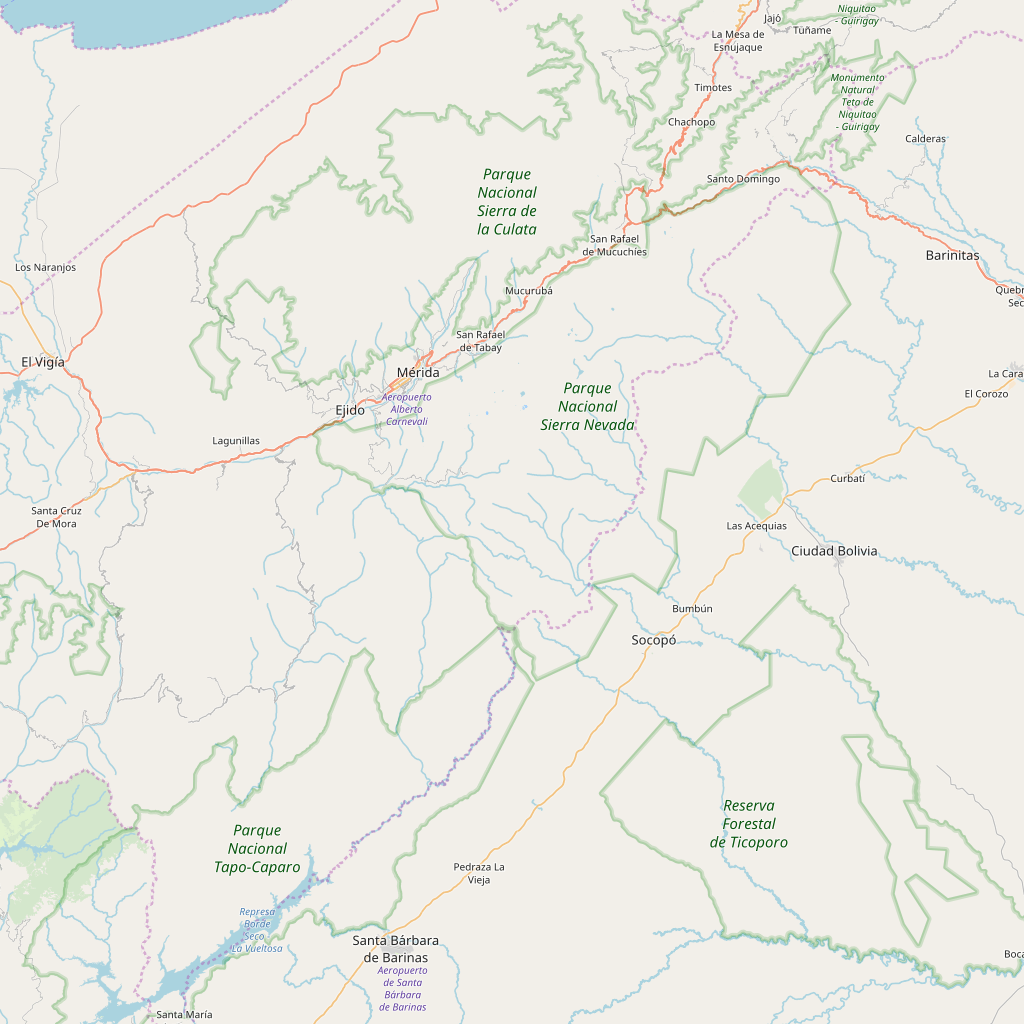 Niquitao
- Guirigay
Jajó
Tuñame
La Mesa de
Esnujaque
Timotes
Monumento
Natural
Teta de
Niquitao
- Guirigay
Chachopo
Calderas
Parque
Nacional
Sierra de
la Culata
Santo Domingo
San Rafael
de Mucuchíes
Barinitas
Los Naranjos
Mucurubá
Quebr
Sec
San Rafael
de Tabay
El Vigía
Mérida
La Cara
Parque
Nacional
Sierra Nevada
El Corozo
Aeropuerto
Alberto
Carnevali
Ejido
Lagunillas
Curbatí
Santa Cruz
De Mora
Las Acequias
Ciudad Bolivia
Bumbún
Socopó
Reserva
Forestal
de Ticoporo
Parque
Nacional
Tapo-Caparo
Pedraza La
Vieja
Represa
Borde
Seco
La Vueltosa
Santa Bárbara
de Barinas
Boca
Aeropuerto
de Santa
Bárbara
de Barinas
Santa María